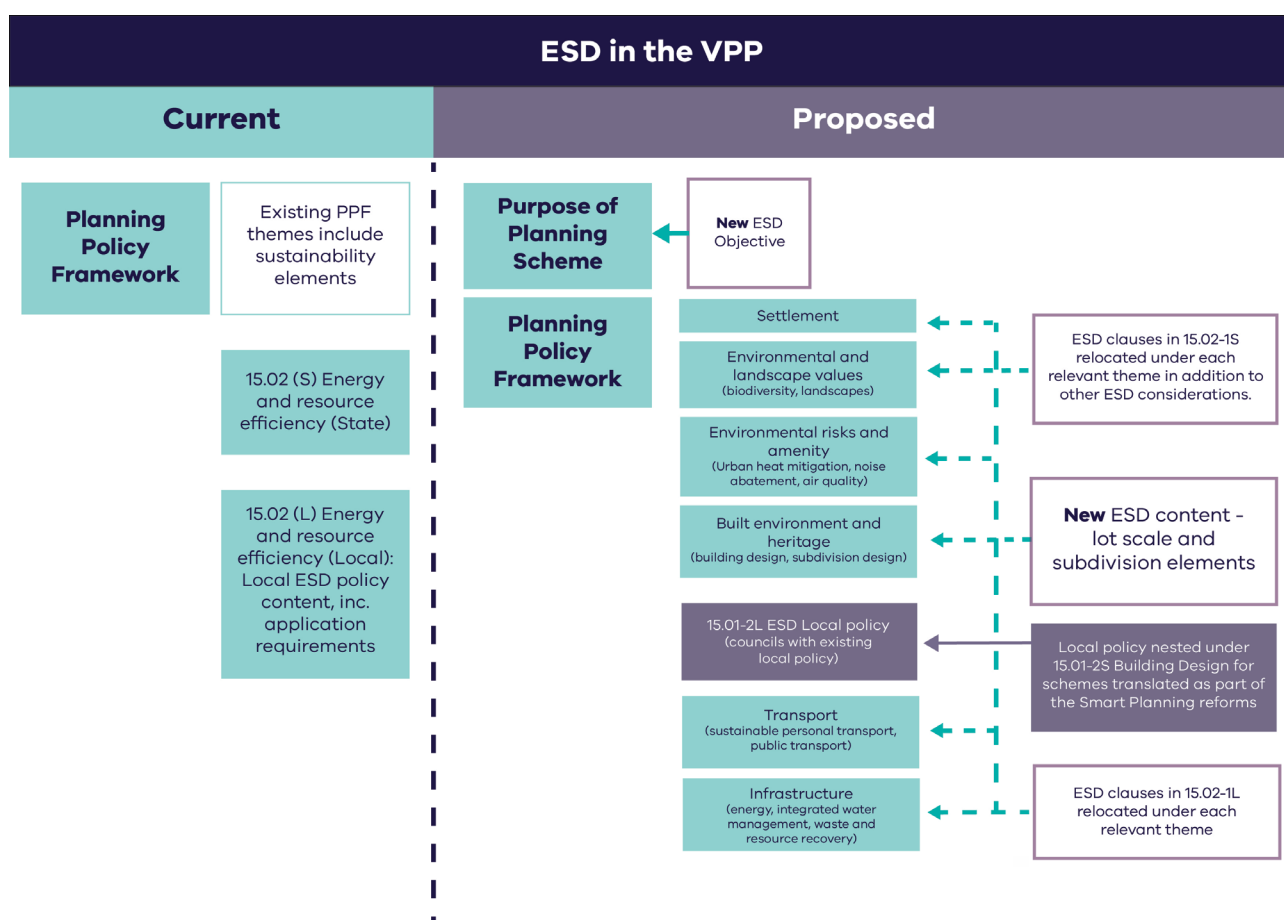 ESD in the VPP
Current
Proposed
Planning
Policy
Framework
Existing PPF
themes include
sustainability
elements
15.02 (S) Energy
and resource
efficiency (State)
15.02 (L) Energy
and resource
efficiency (Local):
Local ESD policy
content, inc.
application
requirements
Purpose of
Planning
Scheme
New ESD
Objective
Planning
Policy
Framework
Settlement
Environmental and
landscape values
(biodiversity, landscapes)
Environmental risks and
amenity
(Urban heat mitigation, noise
abatement, air quality)
Built environment and
heritage
(building design, subdivision design)
15.01-2L ESD Local policy
(councils with existing
local policy)
Transport
(sustainable personal transport,
public transport)
Infrastructure
(energy, integrated water
management, waste and
resource recovery)
ESD clauses in 15.02-1S
relocated under each
relevant theme in addition to
other ESD considerations.
New ESD content -
lot scale and
subdivision elements
Local policy nested under
15.01-2S Building Design for
schemes translated as part of
the Smart Planning reforms
ESD clauses in 15.02-1L
relocated under each
relevant theme